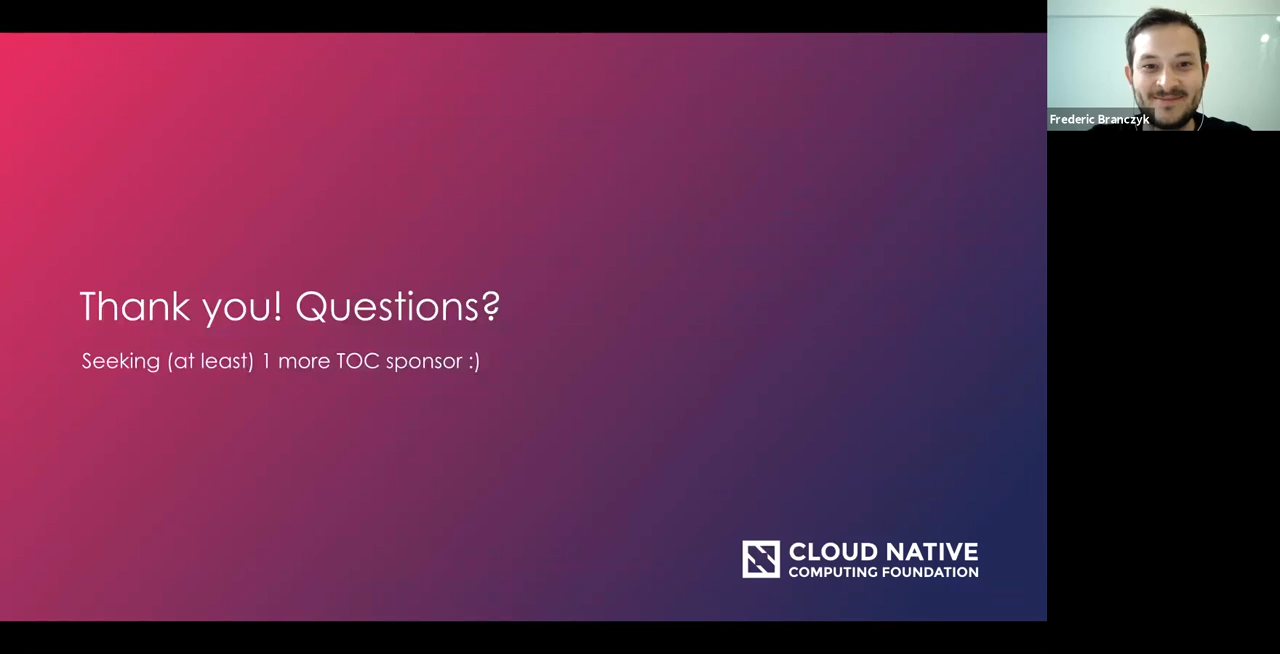 Thank you! Questions?
Seeking (at least) 1 more TOC sponsor :)
CLOUD NATIVE
COMPUTING FOUNDATION
Frederic Branczyk